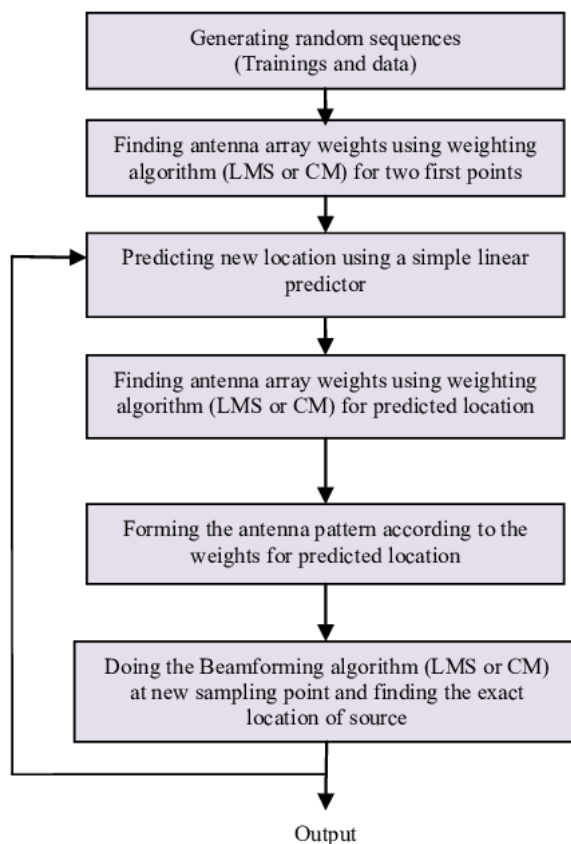 Generating random sequences
(Trainings and data)
Finding antenna array weights using weighting
algorithm (LMS or CM) for two first points
Predicting new location using a simple linear
predictor
Finding antenna array weights using weighting
algorithm (LMS or CM) for predicted location
Forming the antenna pattern according to the
weights for predicted location
Doing the Beamforming algorithm (LMS or CM)
at new sampling point and finding the exact
location of source
Output